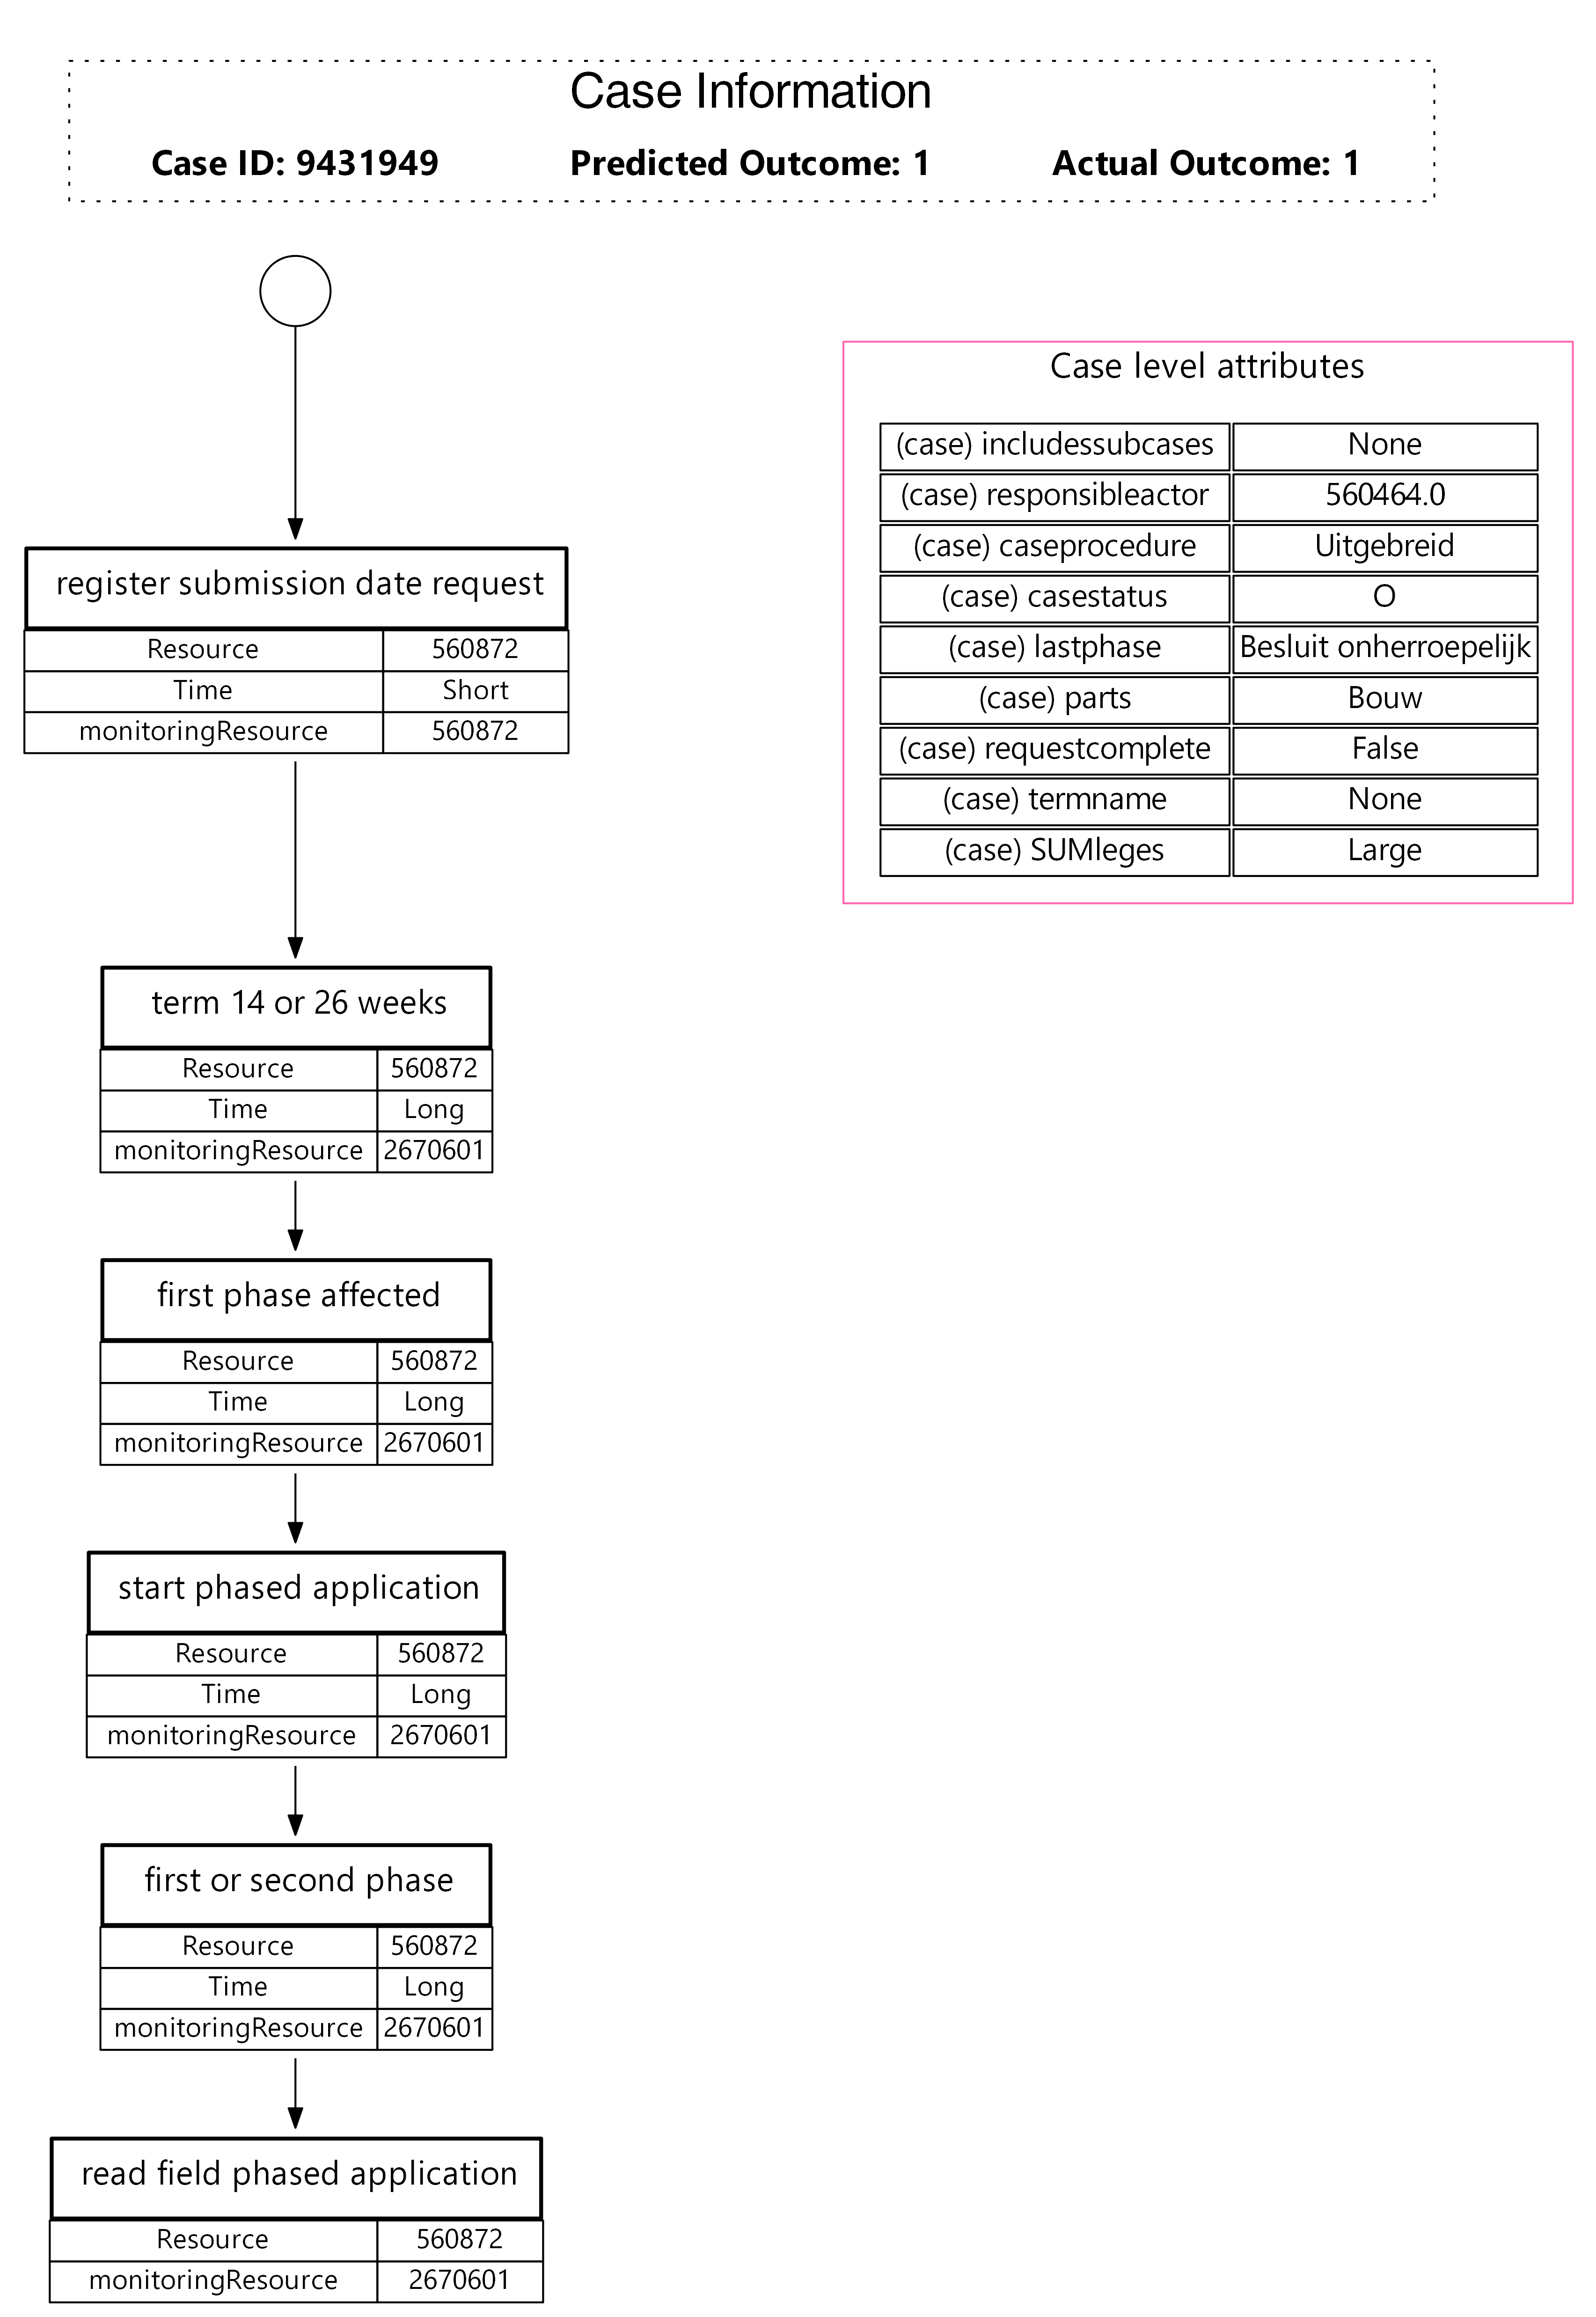 Case Information
Case ID: 9431949 Predicted Outcome: 1 Actual Outcome: 1
Case level attributes
(case) includessubcases None
(case) responsibleactor 560464.0
(case) caseprocedure Uitgebreid
(case) casestatus O
(case) lastphase Besluit onherroepelijk
(case) parts Bouw
(case) requestcomplete False
(case) termname None
(case) SUMleges Large
register submission date request
Resource 560872
Time Short
monitoringResource 560872
term 14 or 26 weeks
Resource 560872
Time Long
monitoringResource 2670601
first phase affected
Resource 560872
Time Long
monitoringResource 2670601
start phased application
Resource 560872
Time Long
monitoringResource 2670601
first or second phase
Resource 560872
Time Long
monitoringResource 2670601
read field phased application
Resource 560872
monitoringResource 2670601